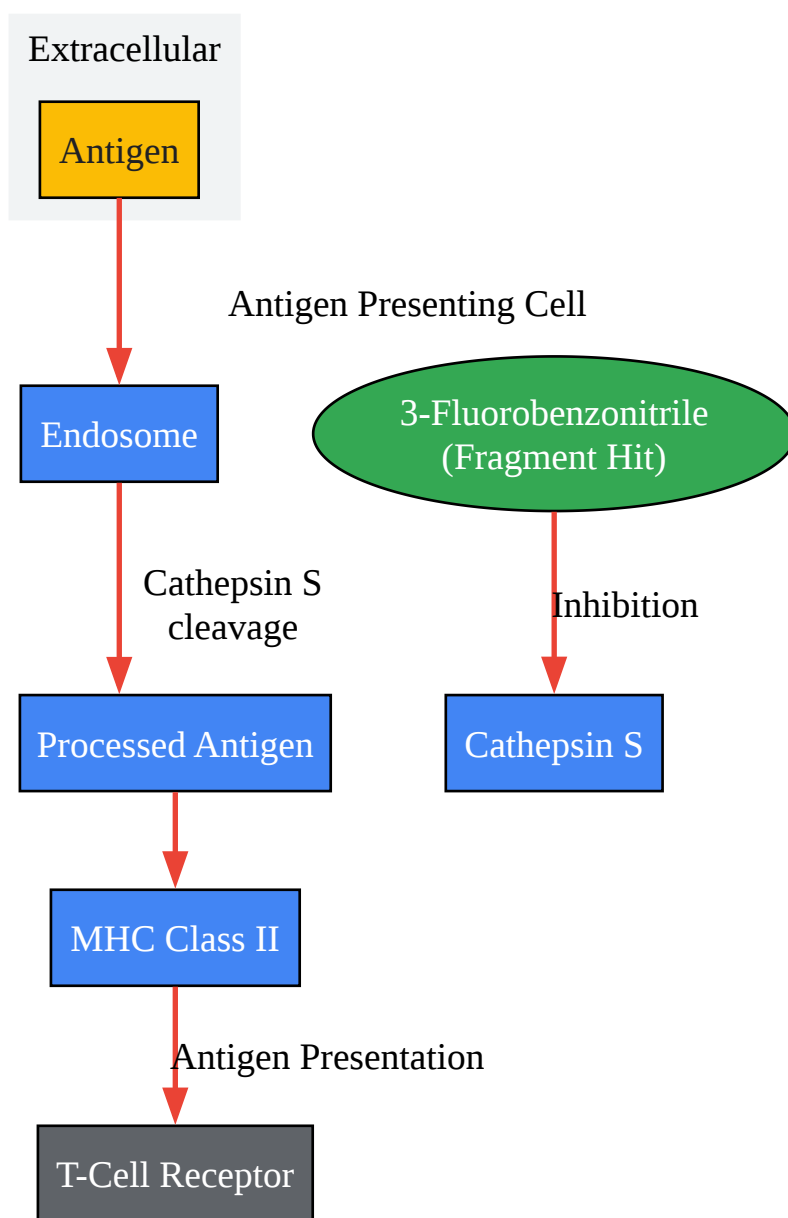 Extracellular
Antigen
Antigen Presenting Cell
Endosome
3-Fluorobenzonitrile
(Fragment Hit)
Cathepsin S
cleavage
Inhibition
Processed Antigen
Cathepsin S
MHC Class II
Antigen Presentation
T-Cell Receptor